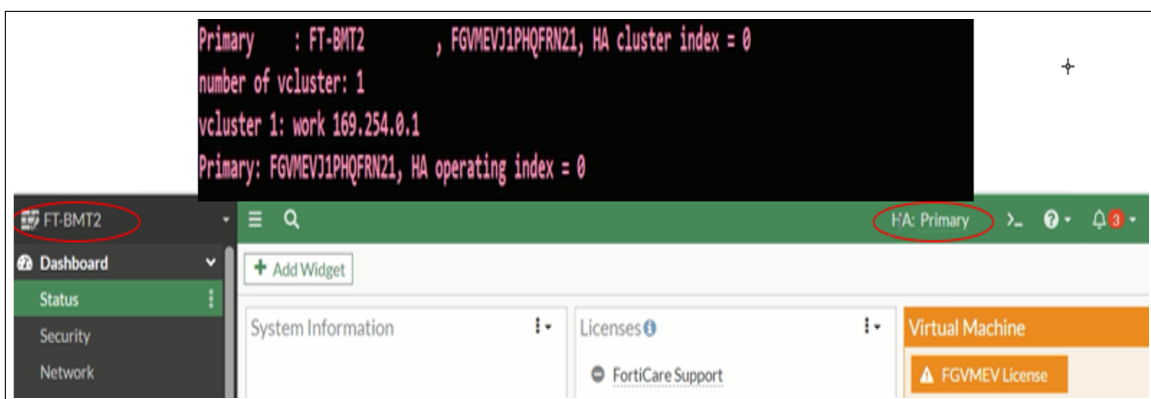 Primary : FT-BMT2 , FGVMEVJ1PHQFRN21, HA cluster index = 0
number of vcluster: 1
vcluster 1: work 169.254.0.1
Primary: FGVMEVJ1PHQFRN21, HA operating index = 0
FT-BMT2
HA: Primary
3
Dashboard
Add Widget
Status
Security
Network
System Information
Licenses
FortiCare Support
Virtual Machine
FGVMEV License